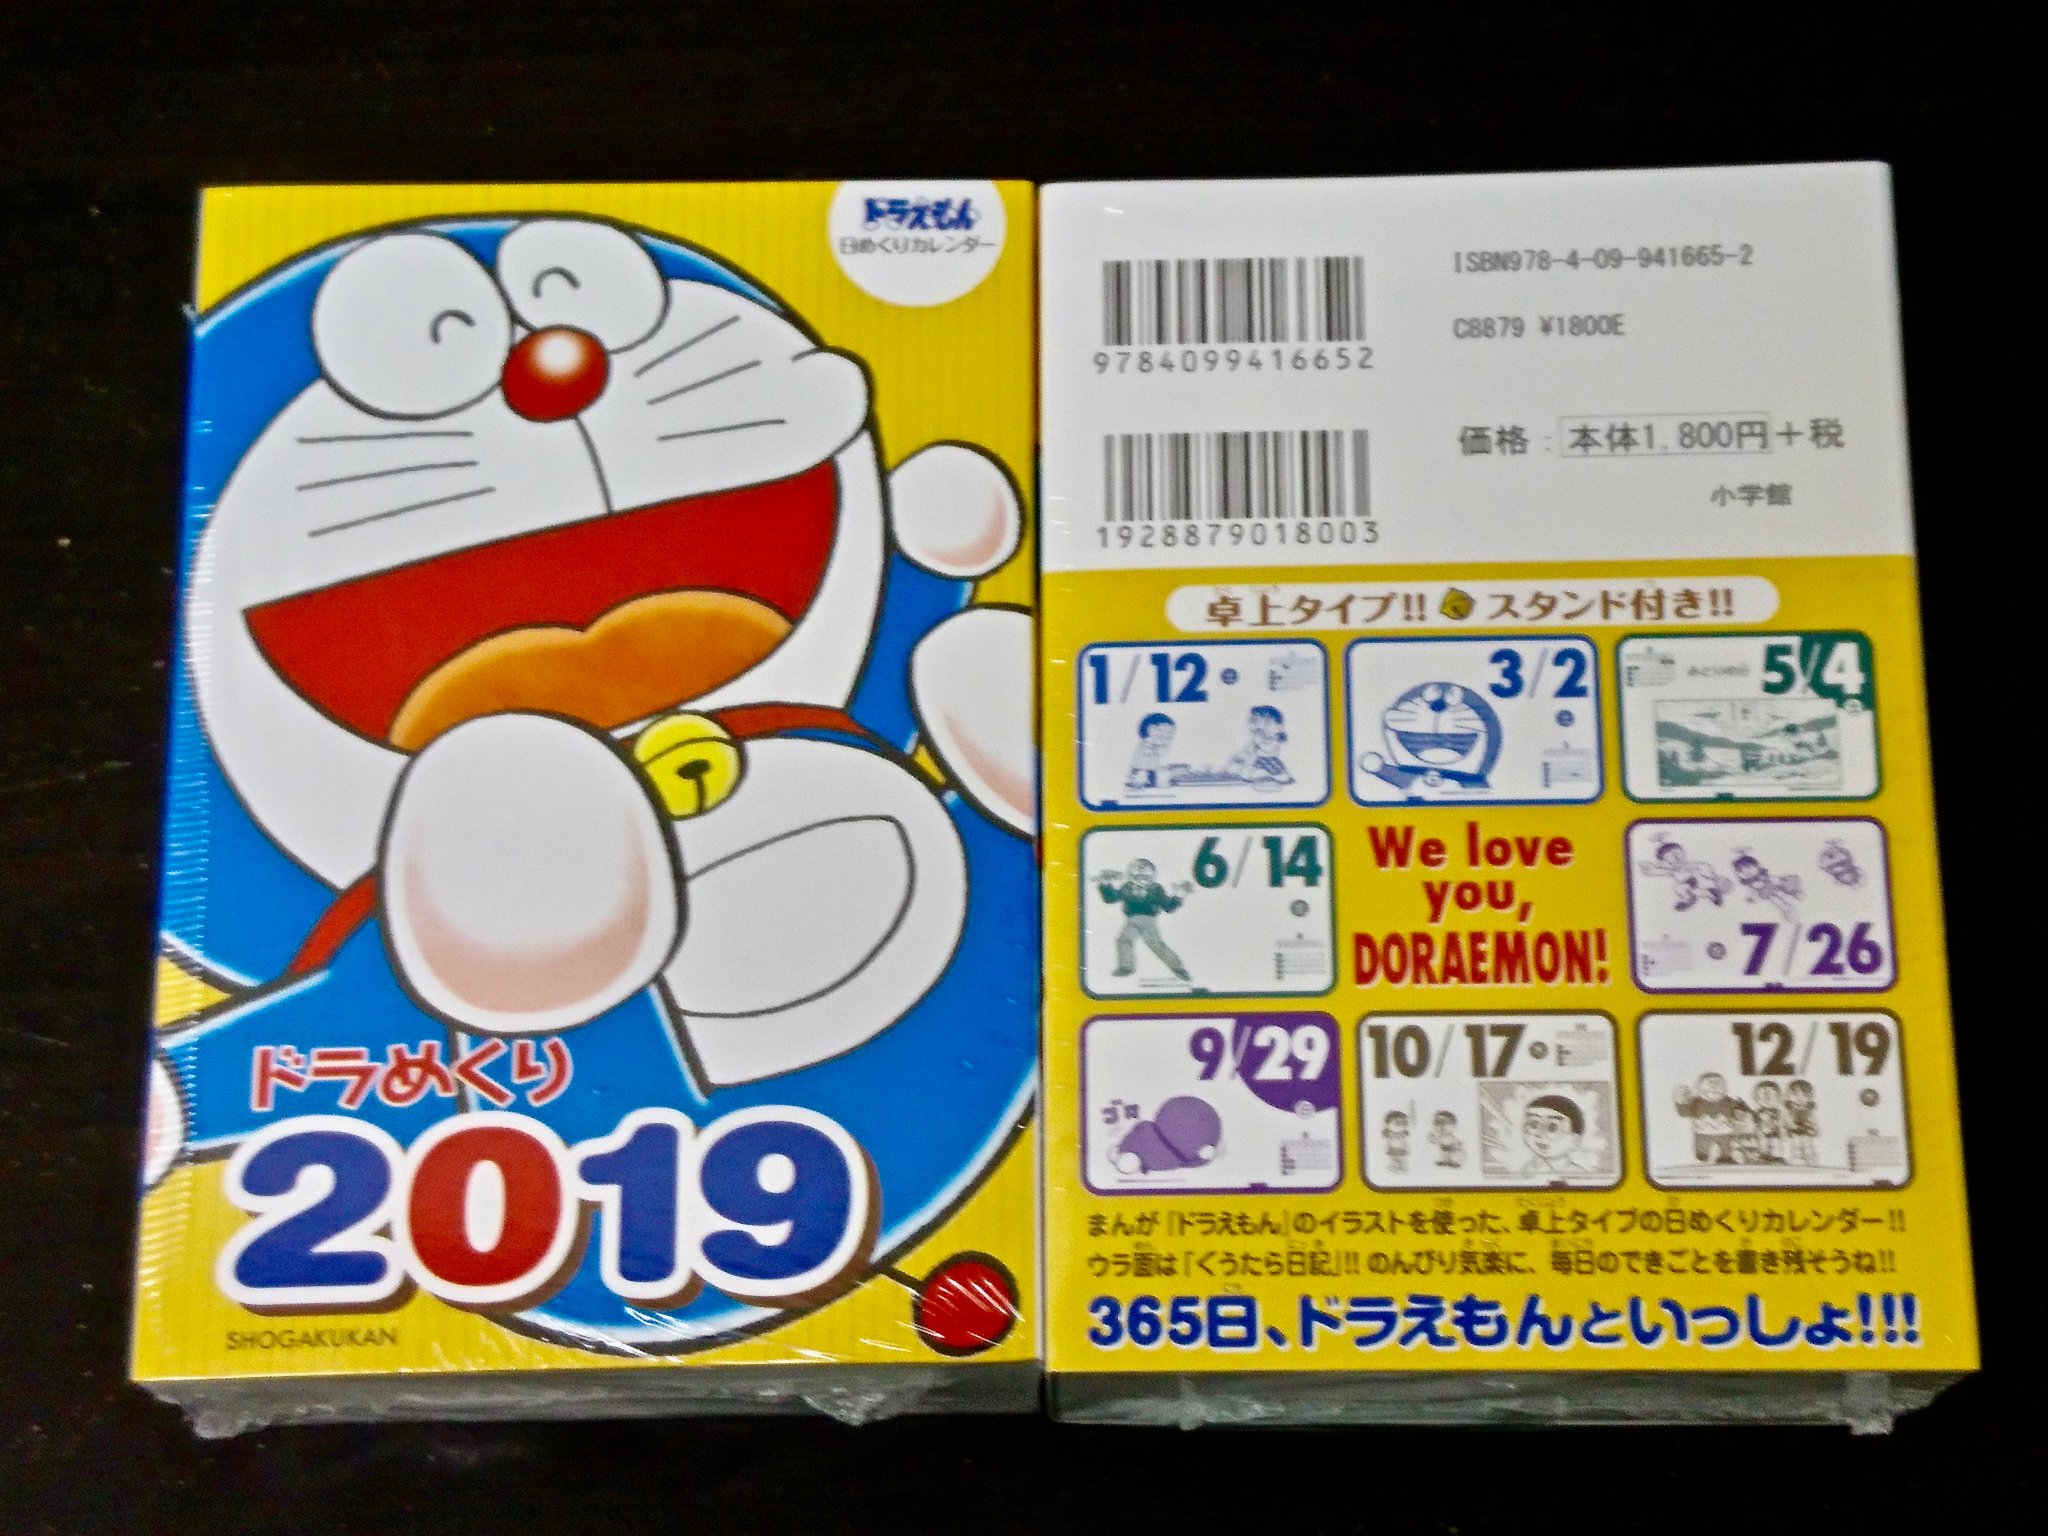 ドラえもん
日めくりカレンダー
ドラめくり
2019
SHOGAKUKAN
ISBN978-4-09-941665-2
C8879 ¥1800E
9784099416652
価格：本体1,800円＋税
1928879018003
小学館
卓上タイプ!! スタンド付き!!
1/12
3/2
5/4
6/14
We love
you,
DORAEMON!
7/26
9/29
10/17
12/19
まんが『ドラえもん』のイラストを使った、卓上タイプの日めくりカレンダー!!
ウラ面は「ぐうたら日記」!! のんびり気楽に、毎日のできごとを書き残そうね!!
365日、ドラえもんといっしょ!!!